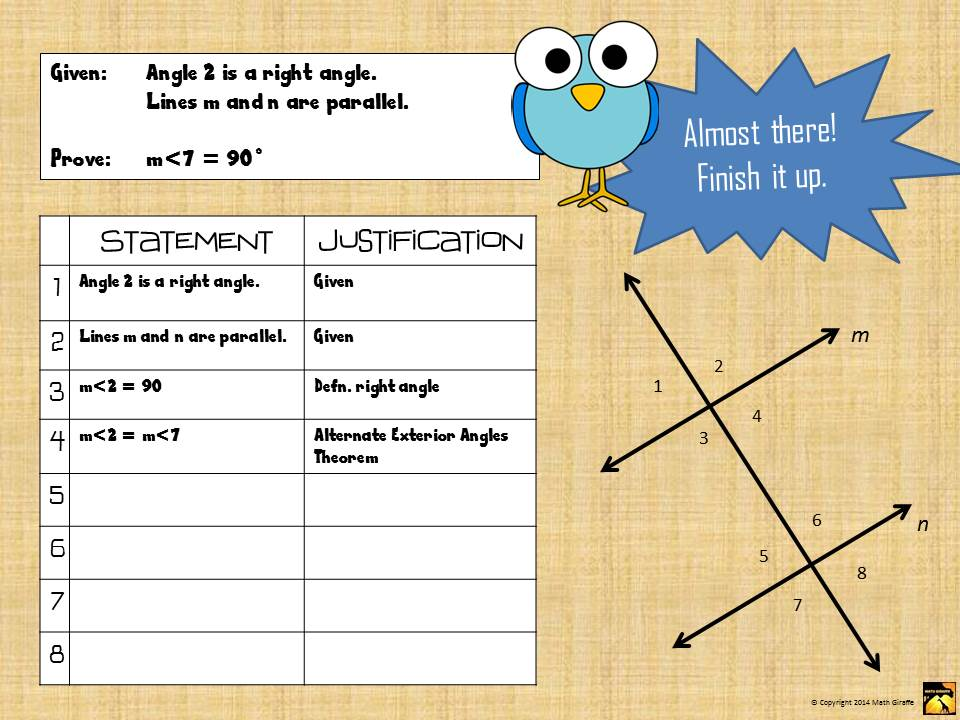 Given: Angle 2 is a right angle.
Lines m and n are parallel.
Prove: m<7 = 90°
Almost there!
Finish it up.
STATEMENT JUSTIFICATION
1 Angle 2 is a right angle. Given
2 Lines m and n are parallel. Given
3 m<2 = 90 Defn. right angle
4 m<2 = m<7 Alternate Exterior Angles
Theorem
5
6
7
8
m
2
1
4
3
n
6
5
8
7
© Copyright 2014 Math Giraffe
MATH GIRAFFE